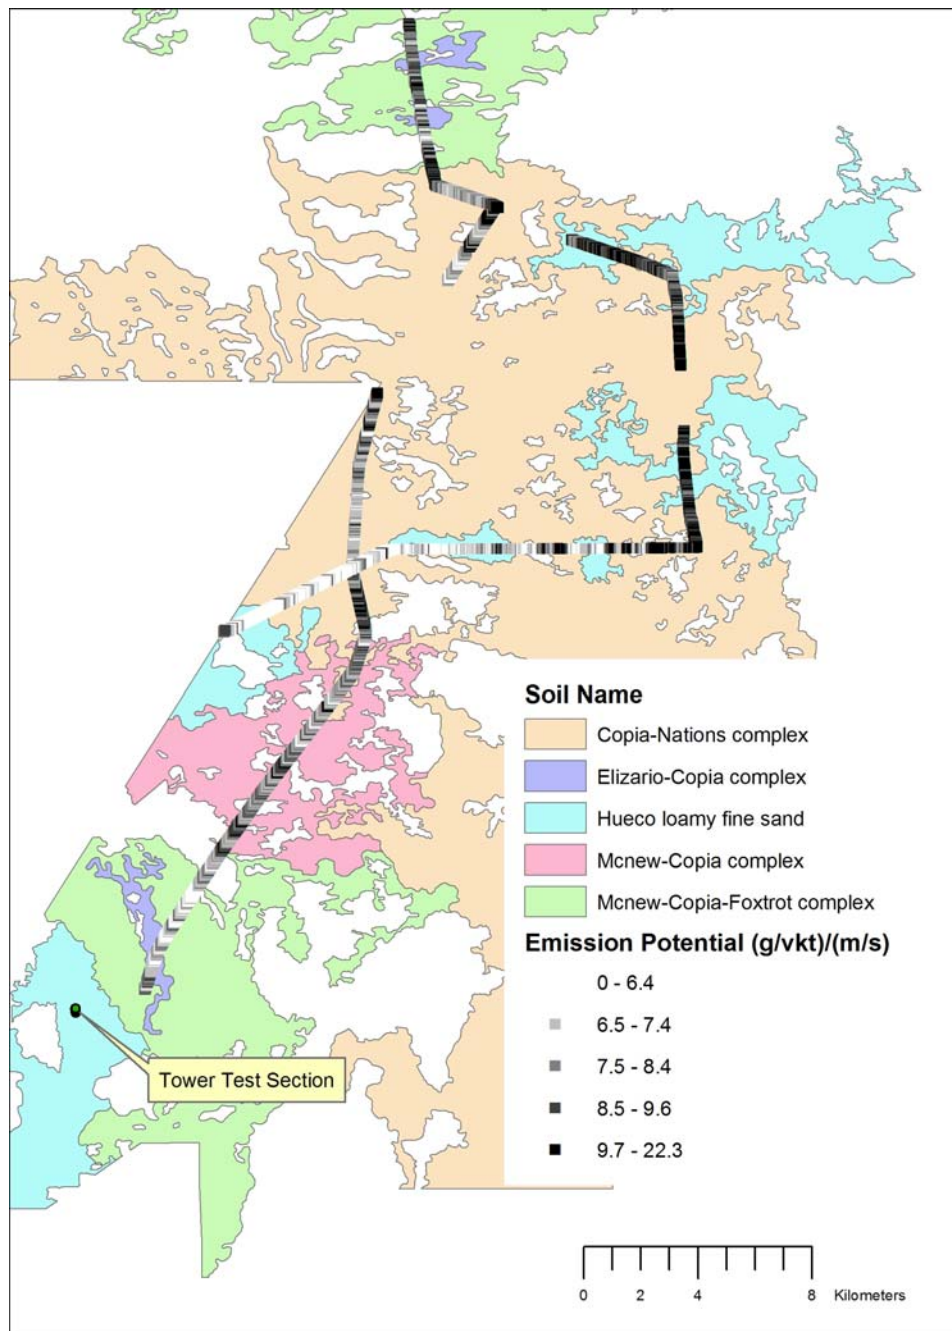 Soil Name
Copia-Nations complex
Elizario-Copia complex
Hueco loamy fine sand
Mcnew-Copia complex
Mcnew-Copia-Foxtrot complex
Emission Potential (g/vkt)/(m/s)
0 - 6.4
6.5 - 7.4
7.5 - 8.4
8.5 - 9.6
9.7 - 22.3
Tower Test Section
0 2 4 8 Kilometers